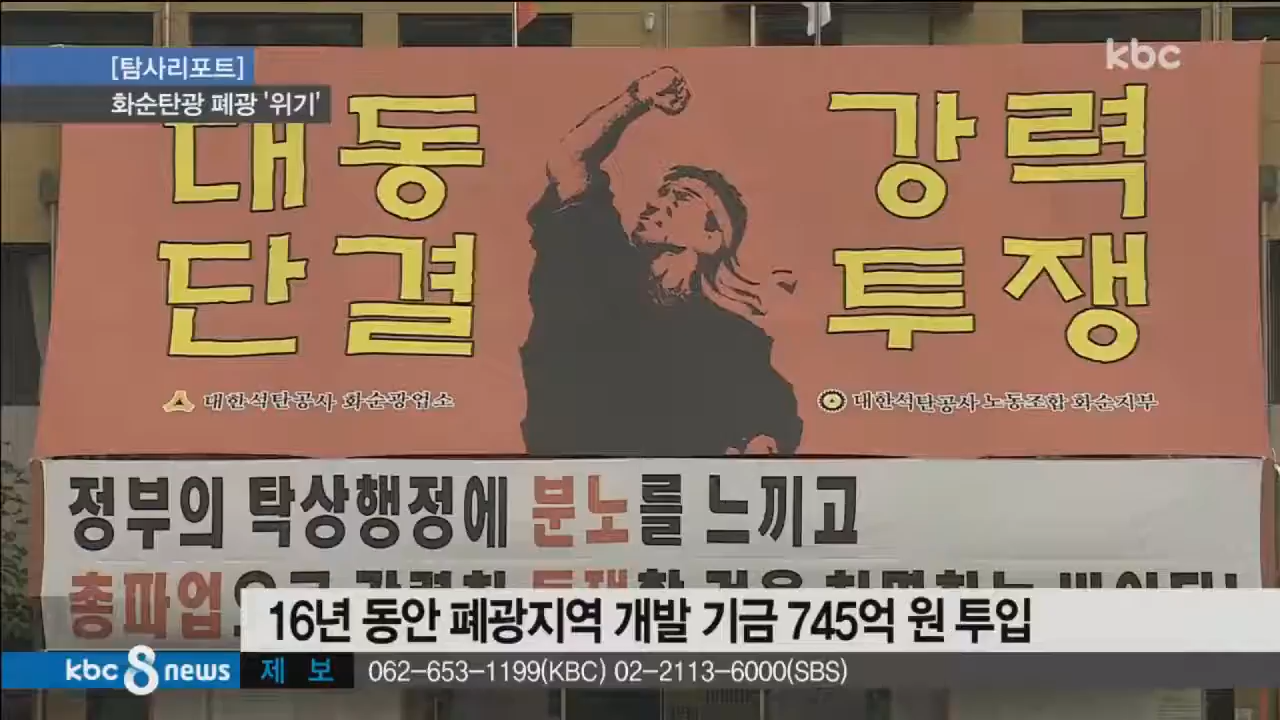 kbc
[탐사리포트]
화순탄광 폐광 '위기'
대동 강력
단결 투쟁
대한석탄공사 화순광업소 대한석탄공사 노동조합 화순지부
정부의 탁상행정에 분노를 느끼고
총파업으로
16년 동안 폐광지역 개발 기금 745억 원 투입
kbc 8 news 제 보 062-653-1199(KBC) 02-2113-6000(SBS)